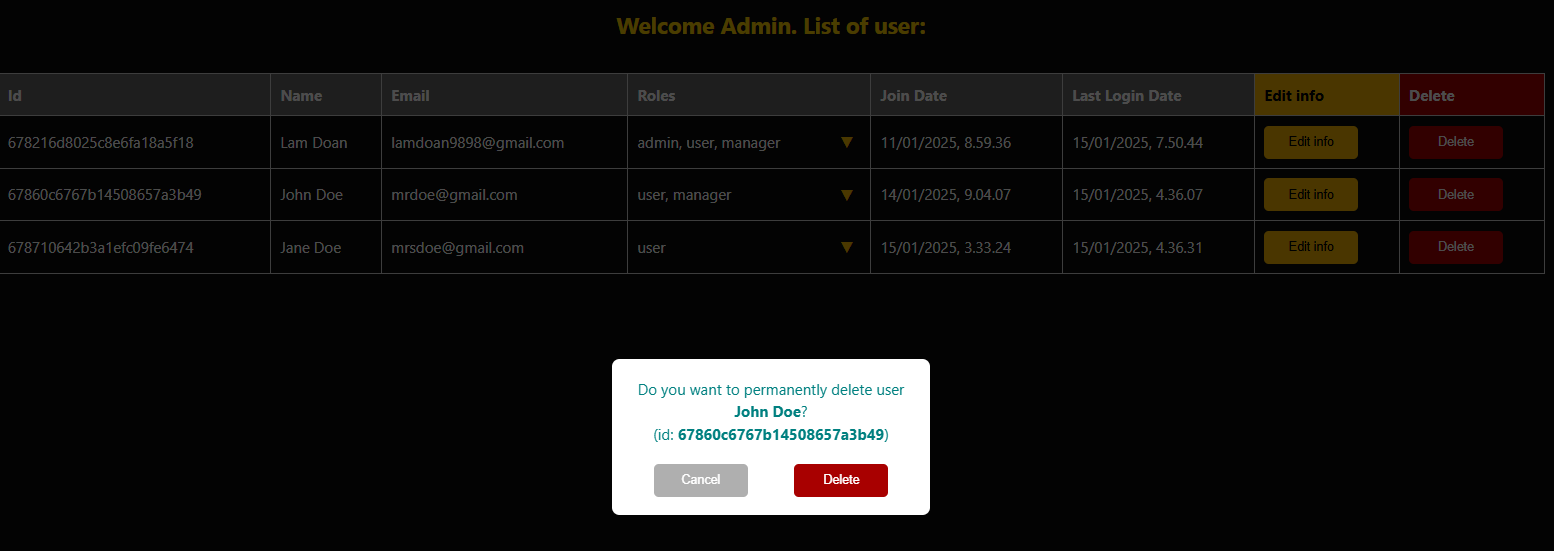 Welcome Admin. List of user:
Id Name Email Roles Join Date Last Login Date Edit info Delete
678216d8025c8e6fa18a5f18 Lam Doan lamdoan9898@gmail.com admin, user, manager ▼ 11/01/2025, 8.59.36 15/01/2025, 7.50.44 Edit info Delete
67860c6767b14508657a3b49 John Doe mrdoe@gmail.com user, manager ▼ 14/01/2025, 9.04.07 15/01/2025, 4.36.07 Edit info Delete
678710642b3a1efc09fe6474 Jane Doe mrsdoe@gmail.com user ▼ 15/01/2025, 3.33.24 15/01/2025, 4.36.31 Edit info Delete
Do you want to permanently delete user
John Doe?
(id: 67860c6767b14508657a3b49)
Cancel Delete